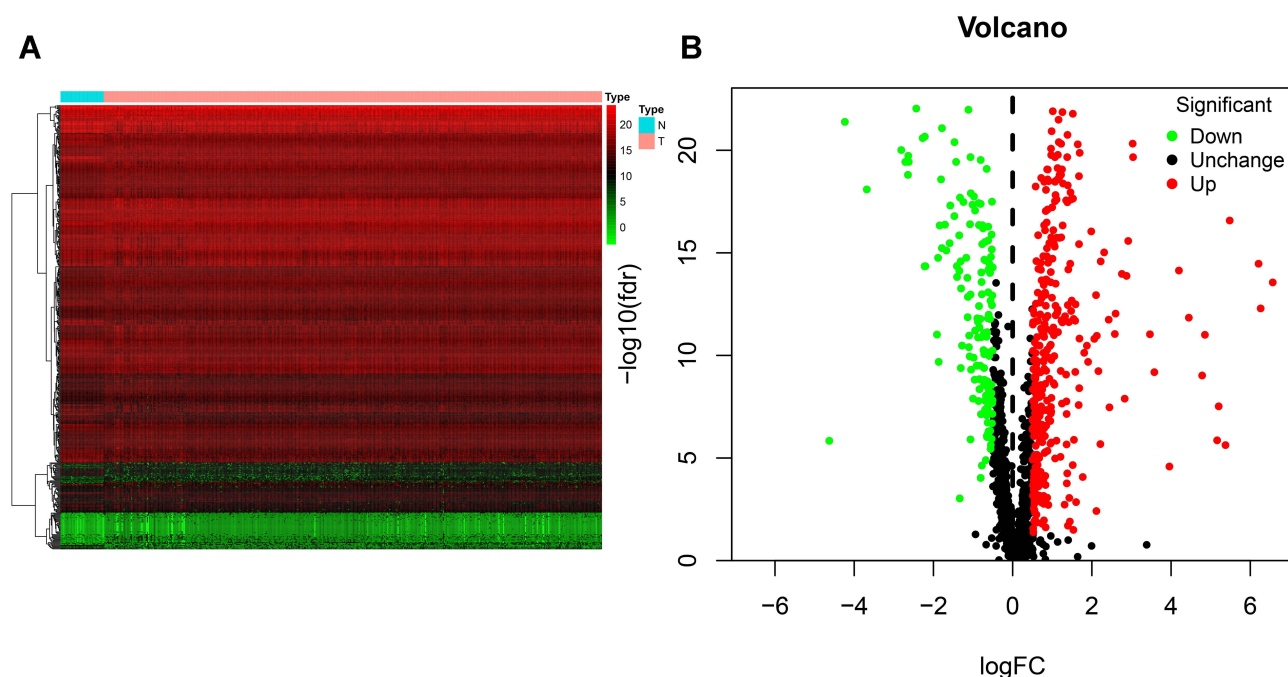 A
Type
20
15
10
5
0
Type
N
T
B
Volcano
−log10(fdr)
20
15
10
5
0
Significant
Down
Unchange
Up
−6
−4
−2
0
2
4
6
logFC